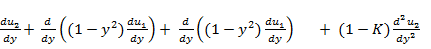 du₂/dy + d/dy((1 − y²) du₁/dy) + d/dy((1 − y²) du₁/dy) + (1 − K) d²u₂/dy²